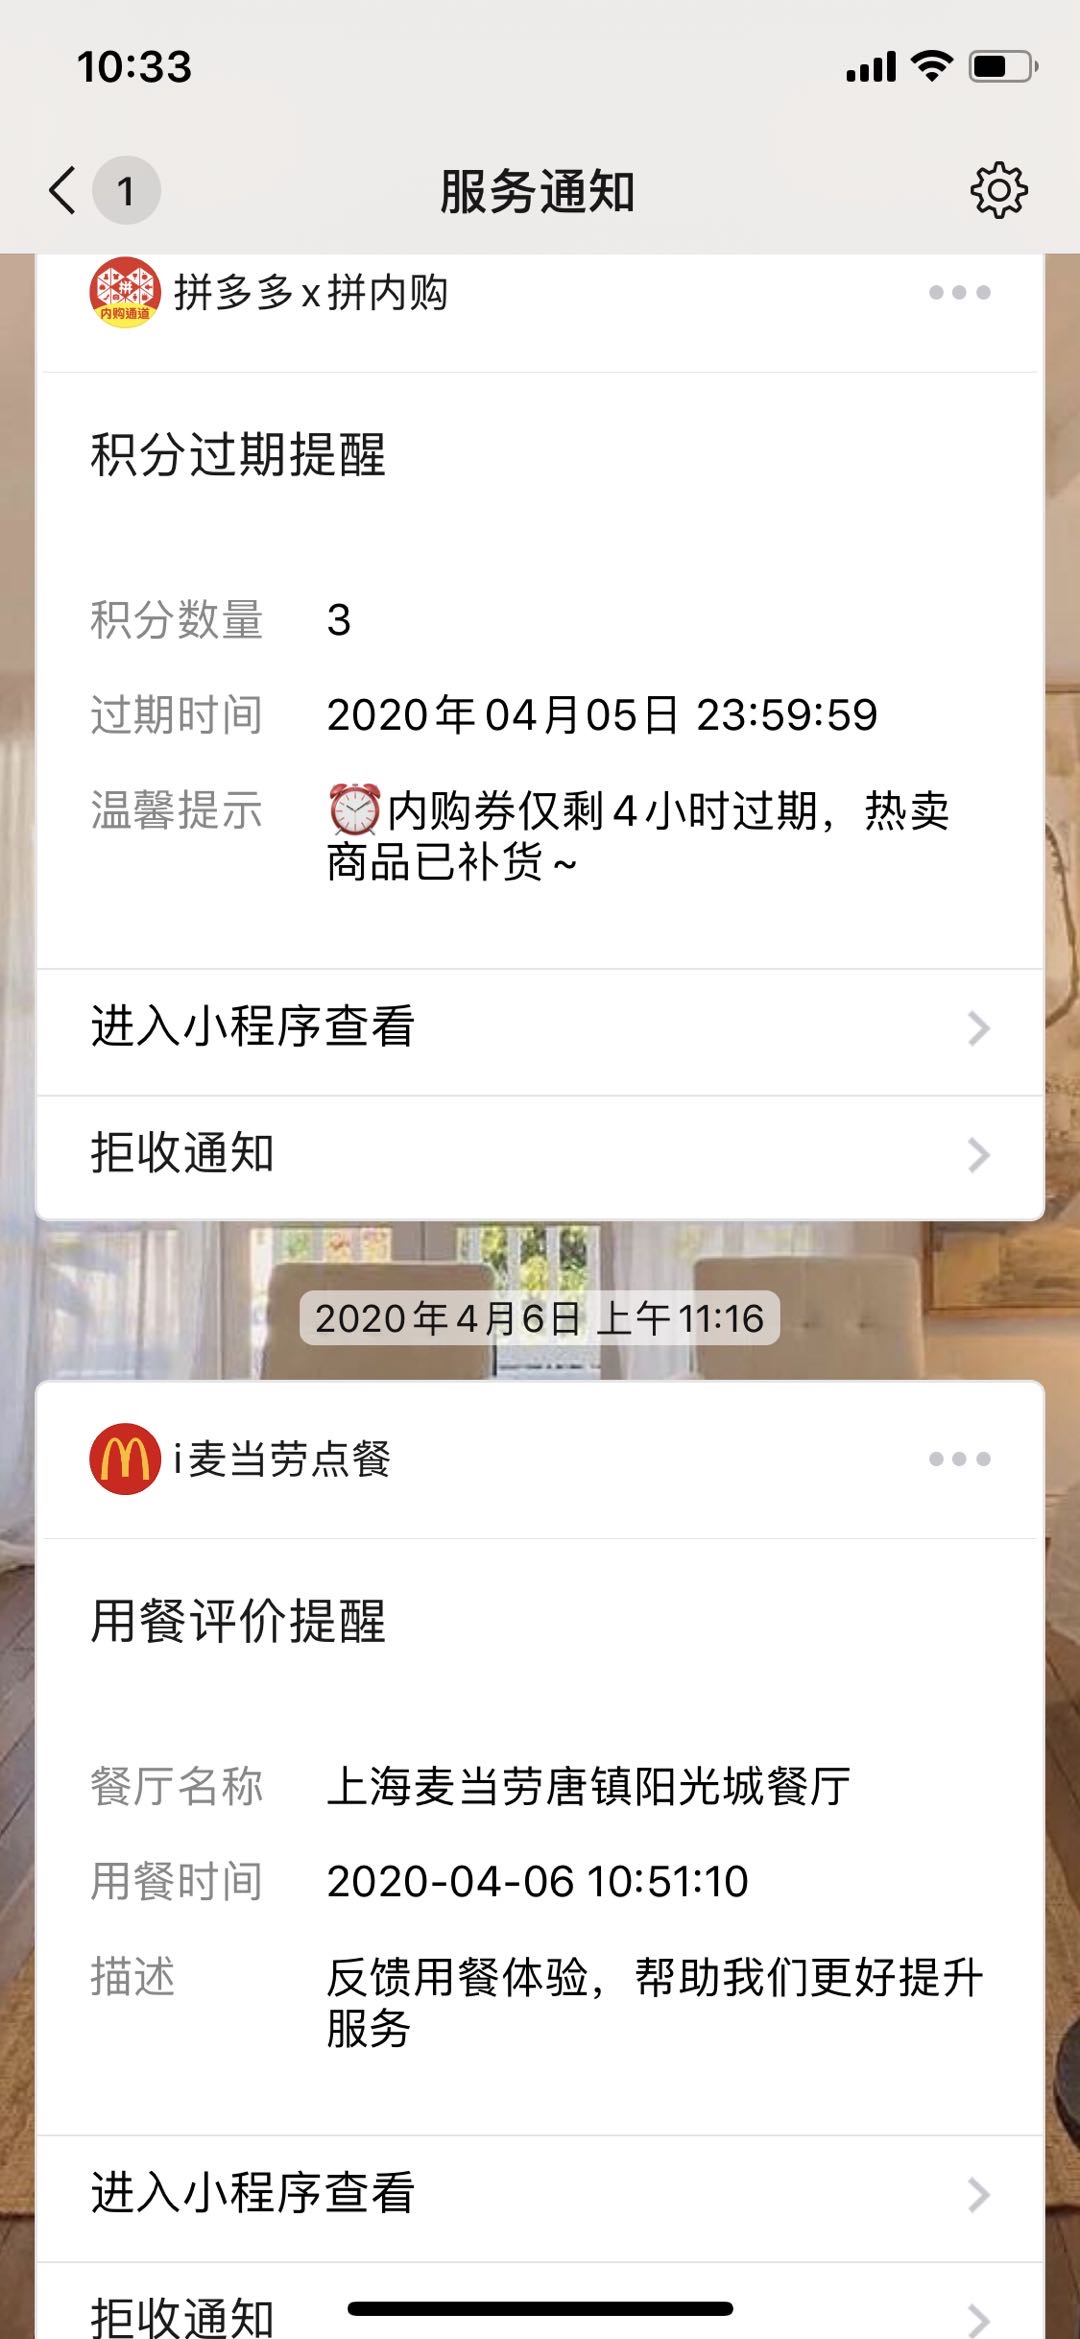 10:33
1
服务通知
拼
内购通道
拼多多x拼内购
积分过期提醒
积分数量 3
过期时间 2020年04月05日 23:59:59
温馨提示 ⏰内购券仅剩4小时过期，热卖
商品已补货~
进入小程序查看
拒收通知
2020年4月6日 上午11:16
i麦当劳点餐
用餐评价提醒
餐厅名称 上海麦当劳唐镇阳光城餐厅
用餐时间 2020-04-06 10:51:10
描述 反馈用餐体验，帮助我们更好提升
服务
进入小程序查看
拒收通知